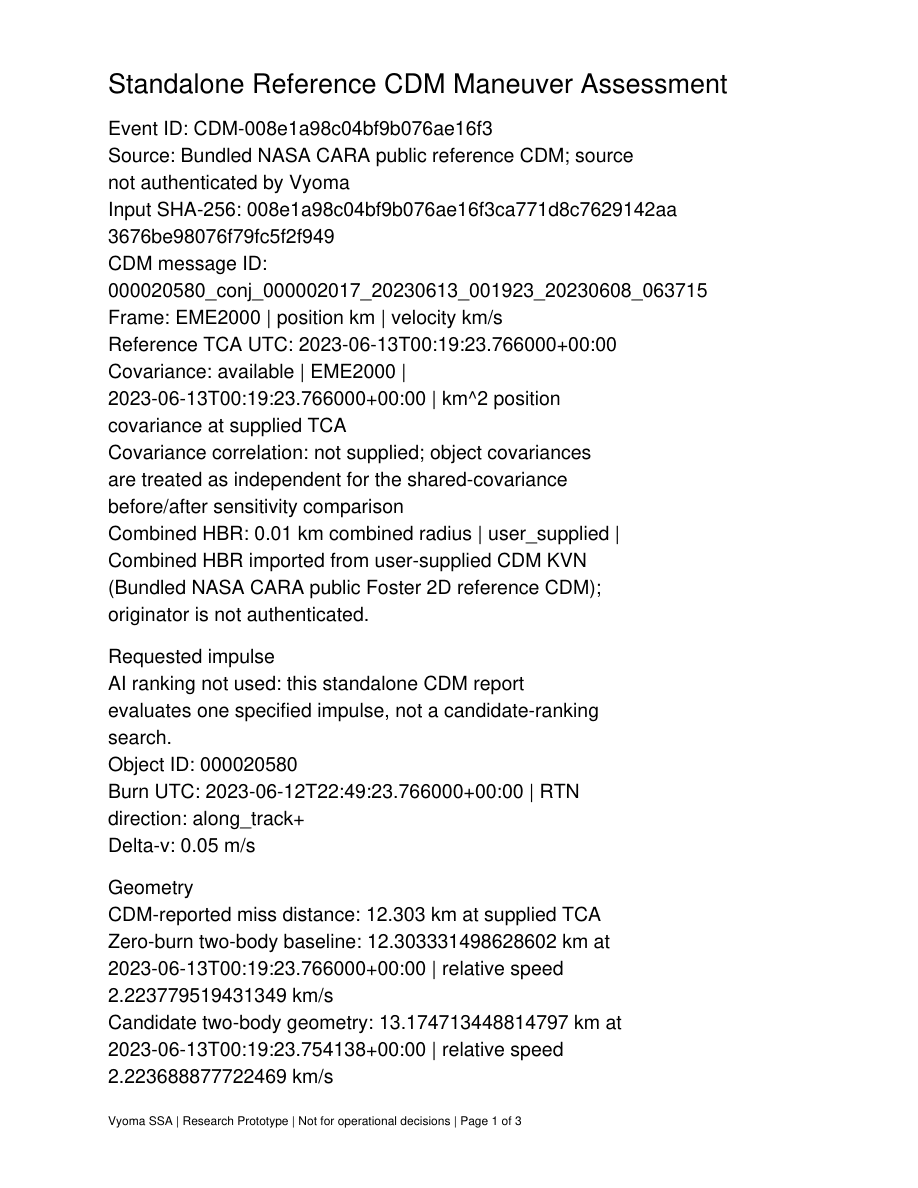 Standalone Reference CDM Maneuver Assessment
Event ID: CDM-008e1a98c04bf9b076ae16f3
Source: Bundled NASA CARA public reference CDM; source
not authenticated by Vyoma
Input SHA-256: 008e1a98c04bf9b076ae16f3ca771d8c7629142aa
3676be98076f79fc5f2f949
CDM message ID:
000020580_conj_000002017_20230613_001923_20230608_063715
Frame: EME2000 | position km | velocity km/s
Reference TCA UTC: 2023-06-13T00:19:23.766000+00:00
Covariance: available | EME2000 |
2023-06-13T00:19:23.766000+00:00 | km^2 position
covariance at supplied TCA
Covariance correlation: not supplied; object covariances
are treated as independent for the shared-covariance
before/after sensitivity comparison
Combined HBR: 0.01 km combined radius | user_supplied |
Combined HBR imported from user-supplied CDM KVN
(Bundled NASA CARA public Foster 2D reference CDM);
originator is not authenticated.
Requested impulse
AI ranking not used: this standalone CDM report
evaluates one specified impulse, not a candidate-ranking
search.
Object ID: 000020580
Burn UTC: 2023-06-12T22:49:23.766000+00:00 | RTN
direction: along_track+
Delta-v: 0.05 m/s
Geometry
CDM-reported miss distance: 12.303 km at supplied TCA
Zero-burn two-body baseline: 12.303331498628602 km at
2023-06-13T00:19:23.766000+00:00 | relative speed
2.223779519431349 km/s
Candidate two-body geometry: 13.174713448814797 km at
2023-06-13T00:19:23.754138+00:00 | relative speed
2.223688877722469 km/s
Vyoma SSA | Research Prototype | Not for operational decisions | Page 1 of 3